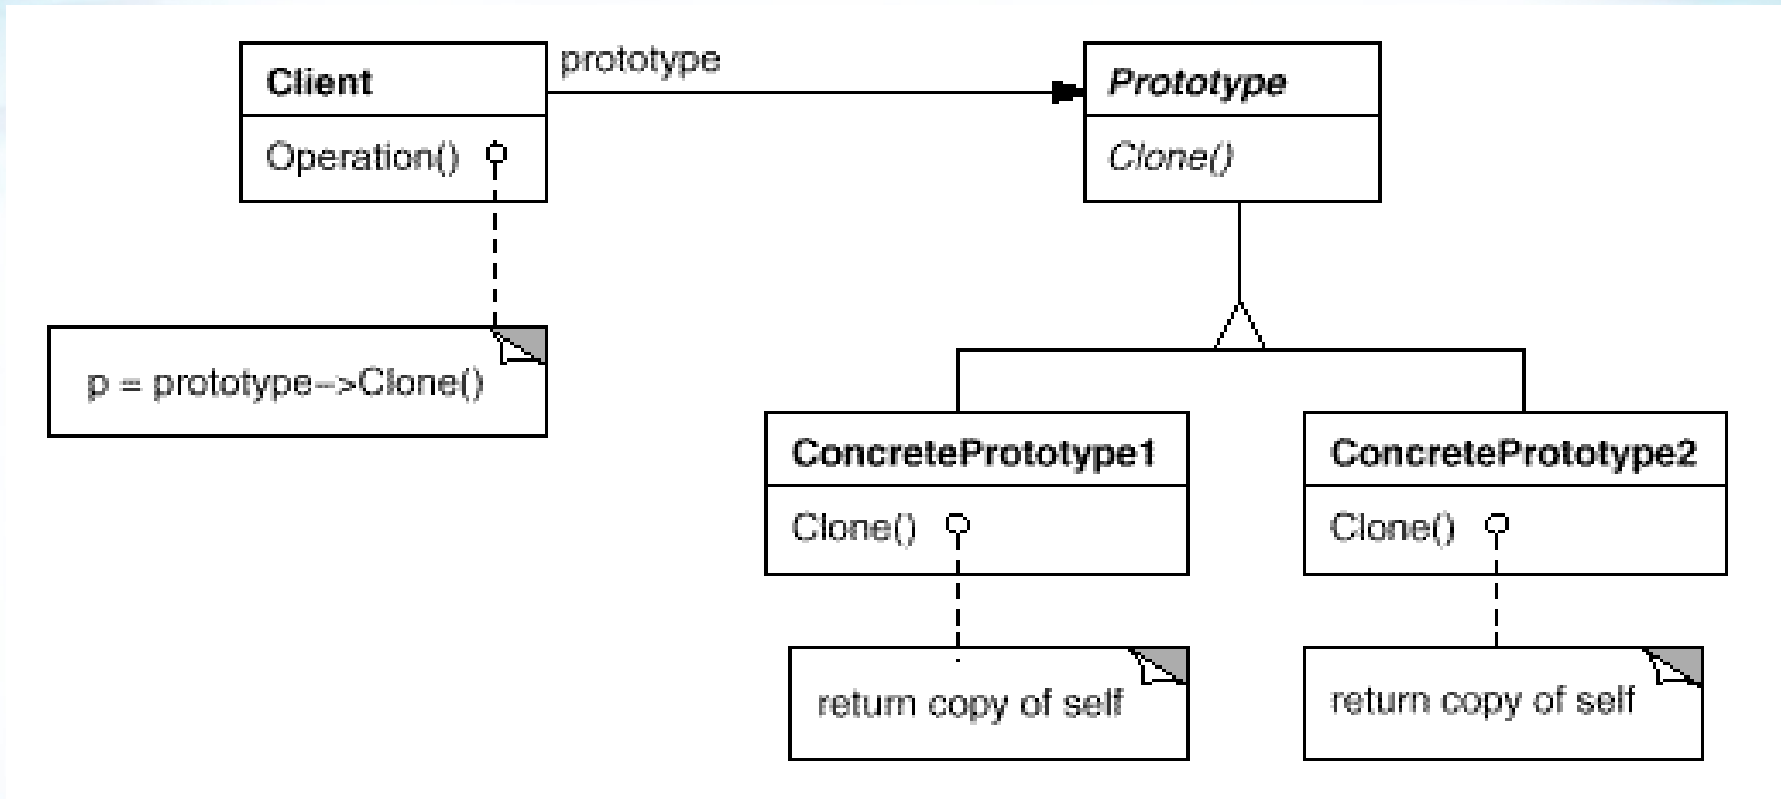 Client
Operation()
prototype
Prototype
Clone()
p = prototype–>Clone()
ConcretePrototype1
Clone()
ConcretePrototype2
Clone()
return copy of self
return copy of self